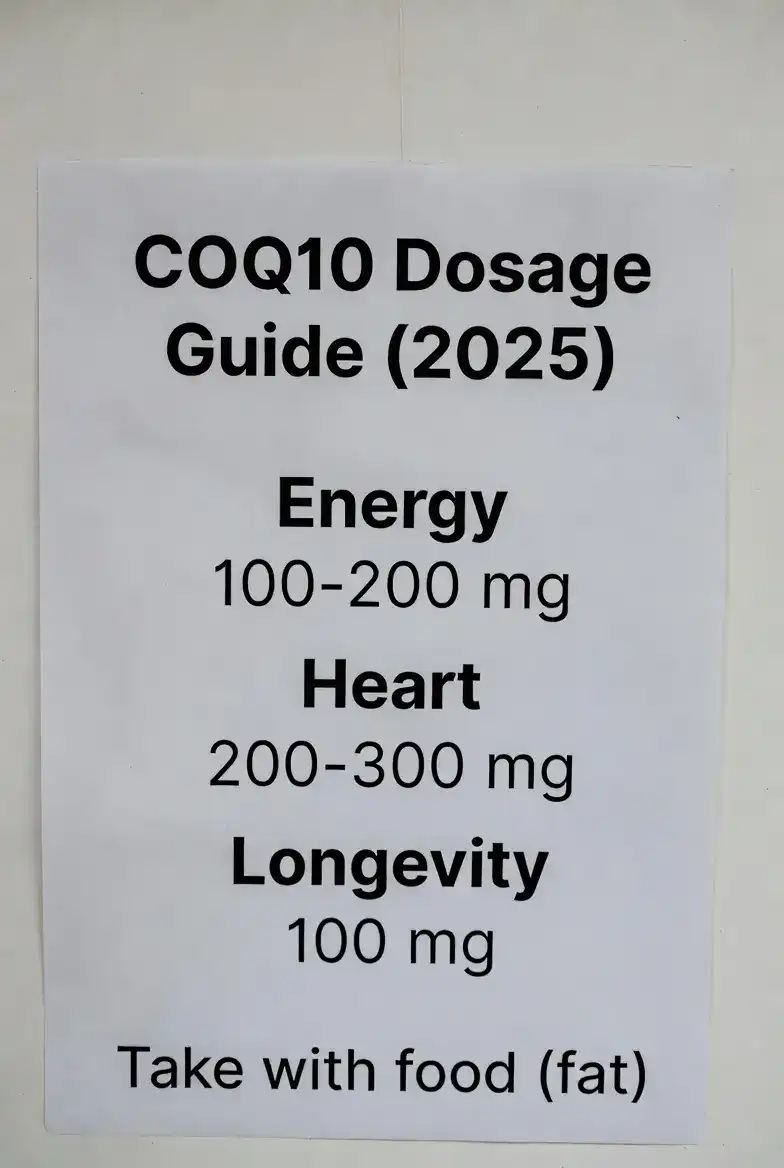 COQ10 Dosage
Guide (2025)
Energy
100-200 mg
Heart
200-300 mg
Longevity
100 mg
Take with food (fat)